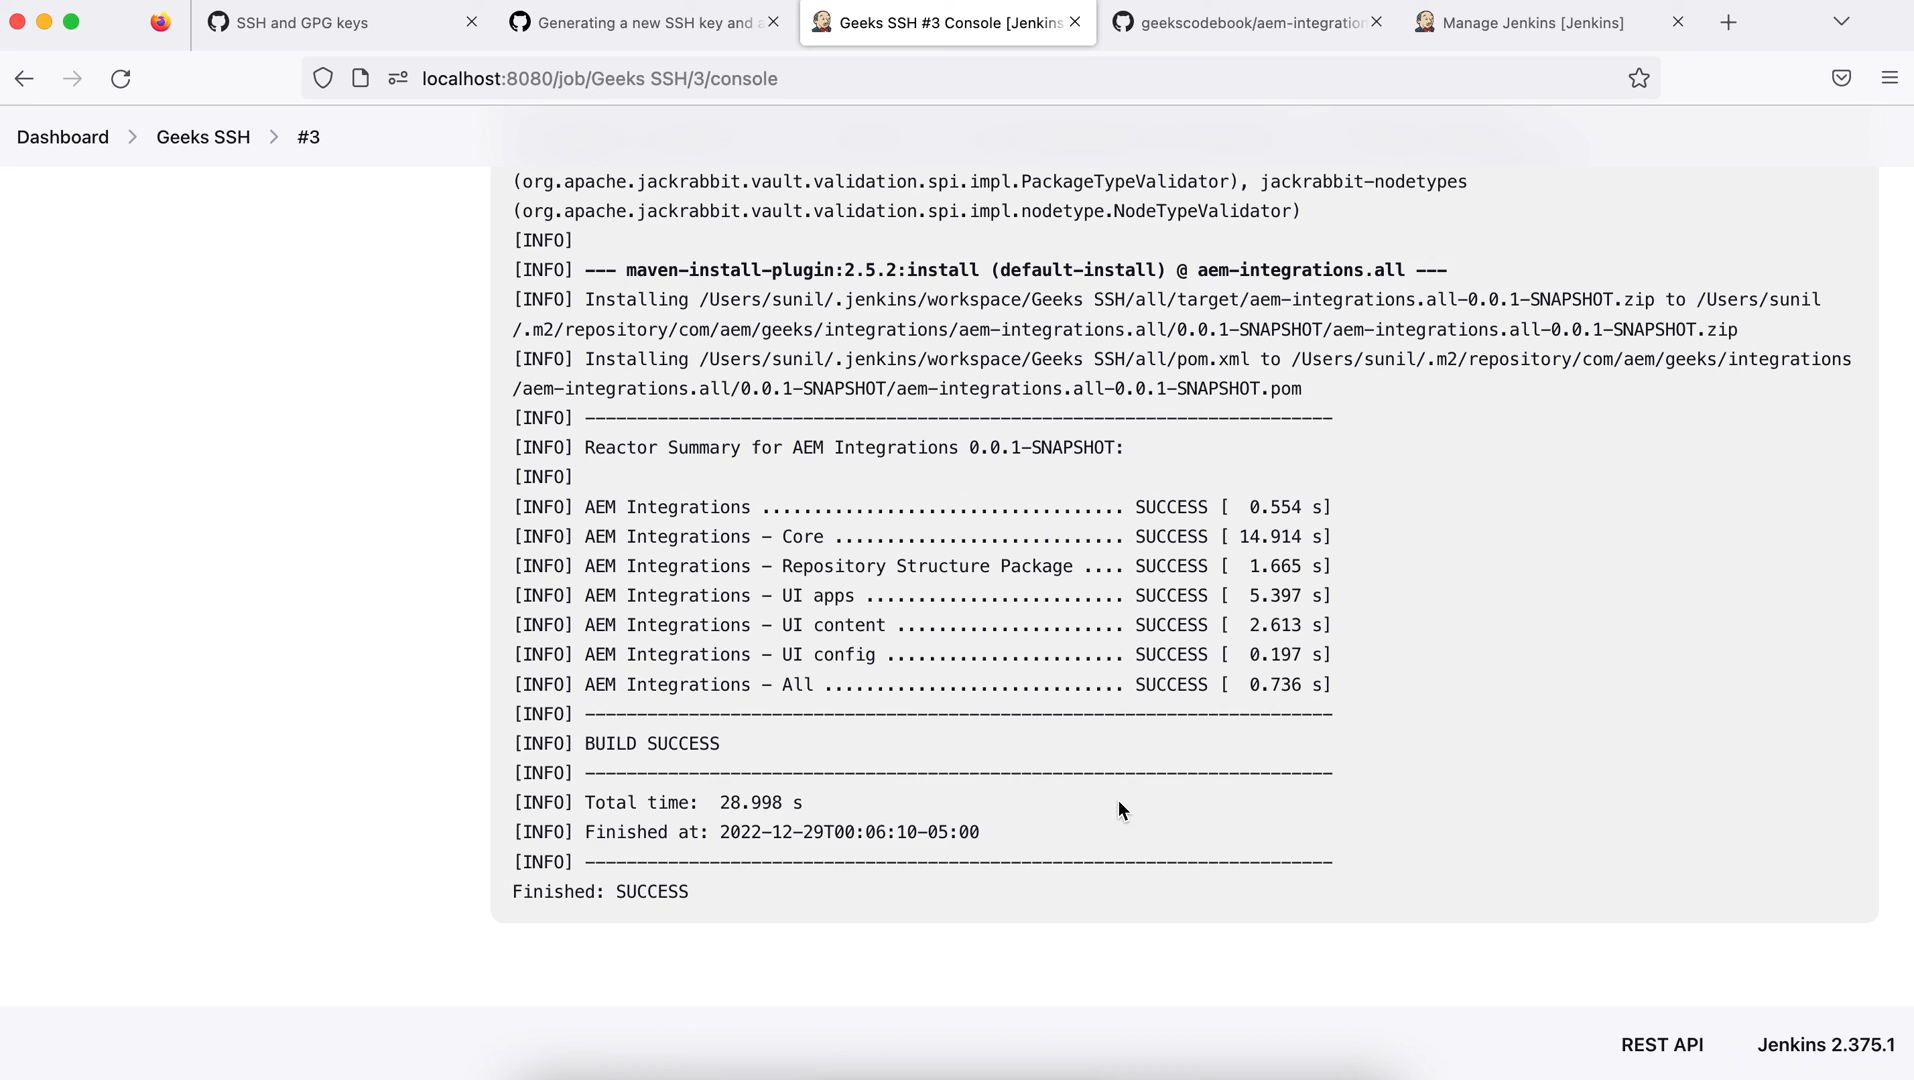 SSH and GPG keys
Generating a new SSH key and a
Geeks SSH #3 Console [Jenkins
geekscodebook/aem-integration
Manage Jenkins [Jenkins]
localhost:8080/job/Geeks SSH/3/console
Dashboard
Geeks SSH
#3
(org.apache.jackrabbit.vault.validation.spi.impl.PackageTypeValidator), jackrabbit-nodetypes
(org.apache.jackrabbit.vault.validation.spi.impl.nodetype.NodeTypeValidator)
[INFO]
[INFO] --- maven-install-plugin:2.5.2:install (default-install) @ aem-integrations.all ---
[INFO] Installing /Users/sunil/.jenkins/workspace/Geeks SSH/all/target/aem-integrations.all-0.0.1-SNAPSHOT.zip to /Users/sunil
/.m2/repository/com/aem/geeks/integrations/aem-integrations.all/0.0.1-SNAPSHOT/aem-integrations.all-0.0.1-SNAPSHOT.zip
[INFO] Installing /Users/sunil/.jenkins/workspace/Geeks SSH/all/pom.xml to /Users/sunil/.m2/repository/com/aem/geeks/integrations
/aem-integrations.all/0.0.1-SNAPSHOT/aem-integrations.all-0.0.1-SNAPSHOT.pom
[INFO] ------------------------------------------------------------------------
[INFO] Reactor Summary for AEM Integrations 0.0.1-SNAPSHOT:
[INFO]
[INFO] AEM Integrations ................................... SUCCESS [  0.554 s]
[INFO] AEM Integrations - Core ............................ SUCCESS [ 14.914 s]
[INFO] AEM Integrations - Repository Structure Package .... SUCCESS [  1.665 s]
[INFO] AEM Integrations - UI apps ......................... SUCCESS [  5.397 s]
[INFO] AEM Integrations - UI content ...................... SUCCESS [  2.613 s]
[INFO] AEM Integrations - UI config ....................... SUCCESS [  0.197 s]
[INFO] AEM Integrations - All ............................. SUCCESS [  0.736 s]
[INFO] ------------------------------------------------------------------------
[INFO] BUILD SUCCESS
[INFO] ------------------------------------------------------------------------
[INFO] Total time:  28.998 s
[INFO] Finished at: 2022-12-29T00:06:10-05:00
[INFO] ------------------------------------------------------------------------
Finished: SUCCESS
REST API
Jenkins 2.375.1